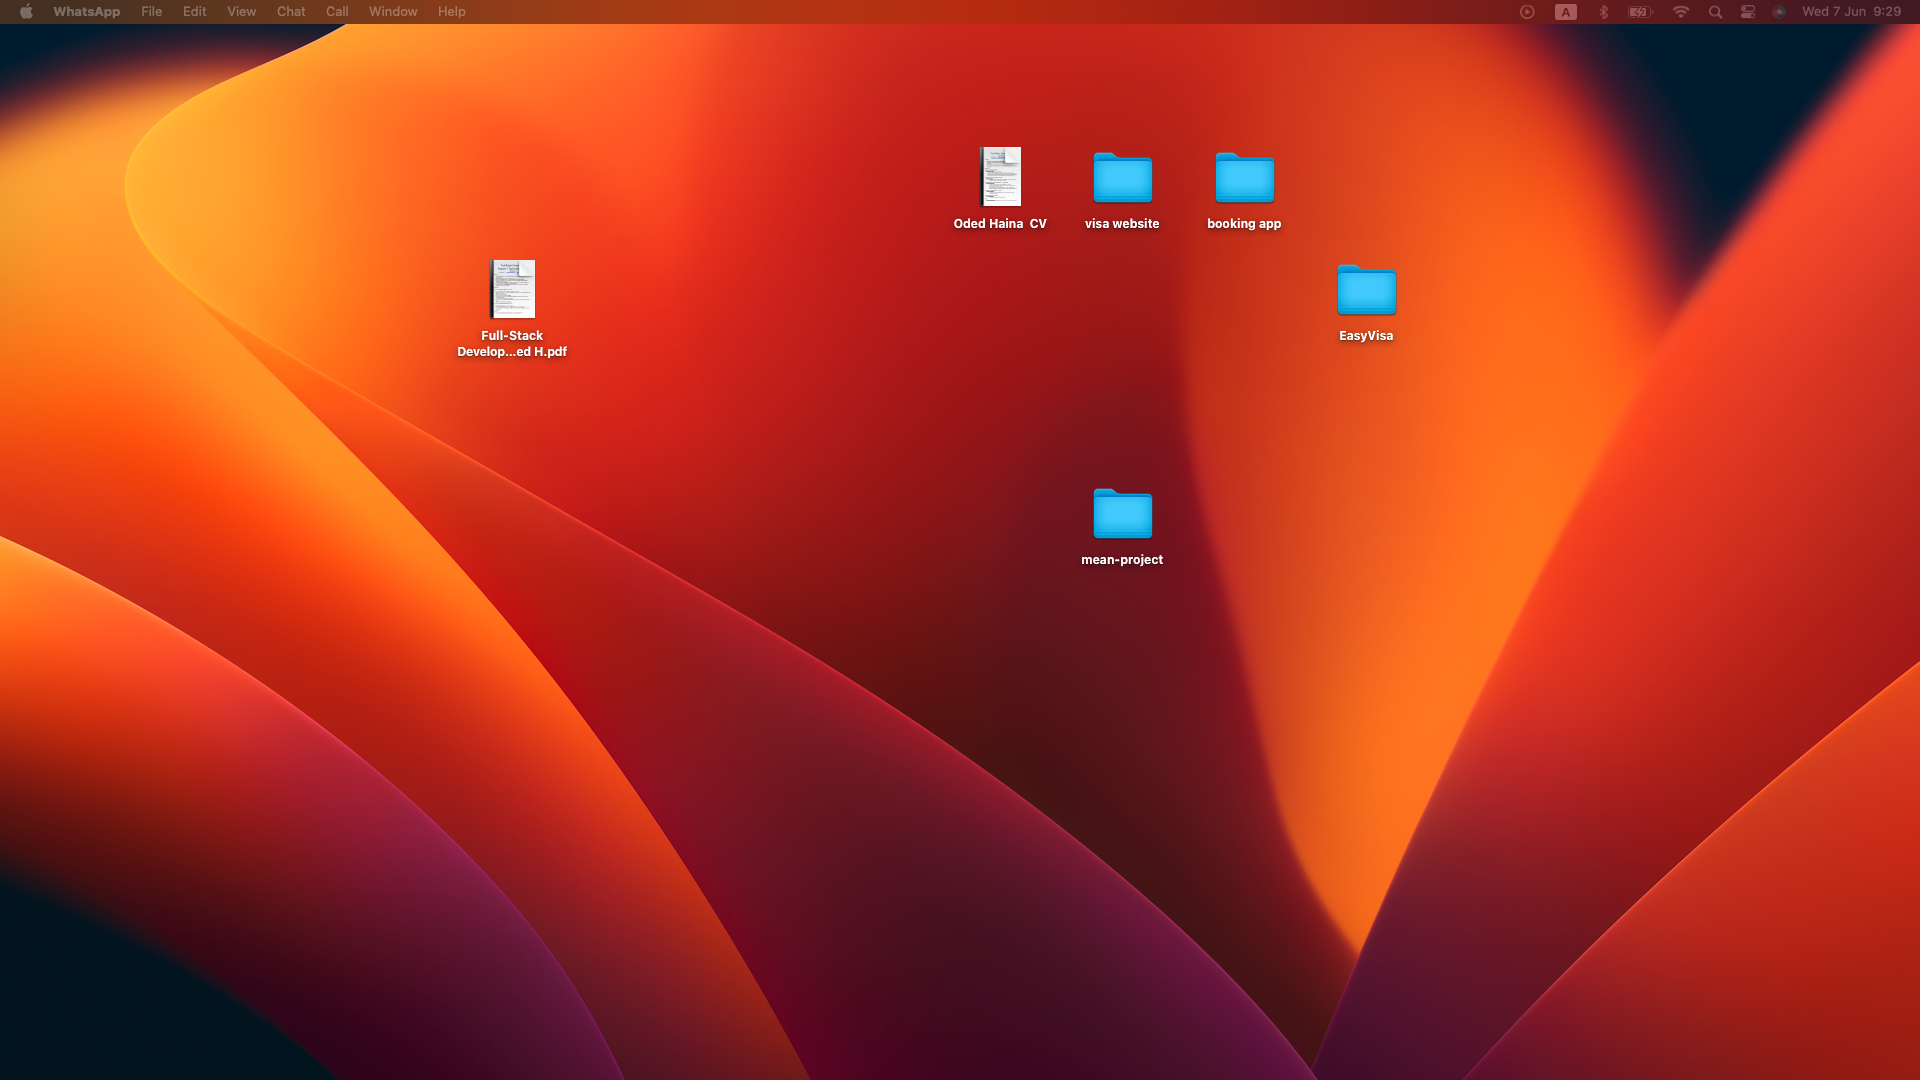 WhatsApp File Edit View Chat Call Window Help
A Wed 7 Jun 9:29
Oded Haina CV
visa website
booking app
Full-Stack
Develop...ed H.pdf
EasyVisa
mean-project